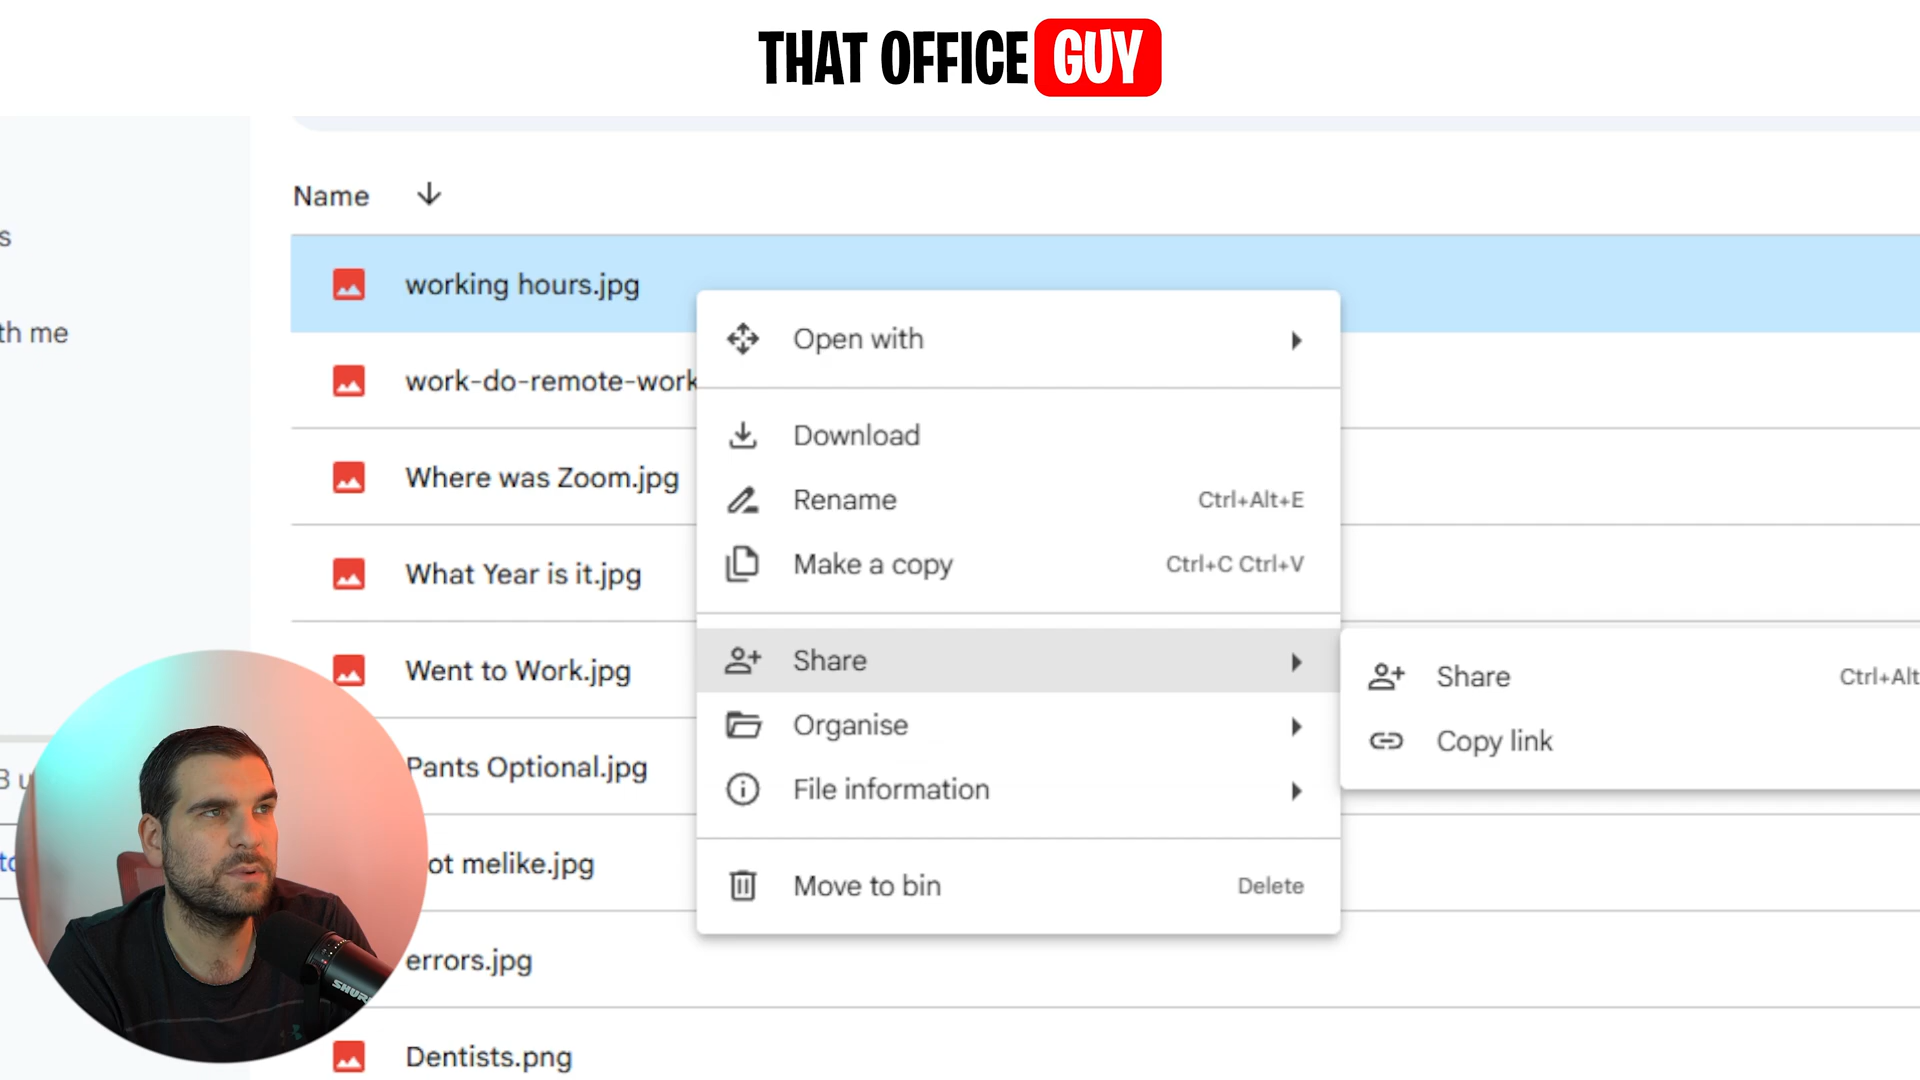 THAT OFFICE GUY
Name
s
working hours.jpg
th me
Open with
work-do-remote-work
Download
Where was Zoom.jpg
Rename Ctrl+Alt+E
Make a copy Ctrl+C Ctrl+V
What Year is it.jpg
Share
Went to Work.jpg
Share Ctrl+Alt
Organise
Copy link
Pants Optional.jpg
File information
ot melike.jpg
Move to bin Delete
errors.jpg
SHURE
Dentists.png